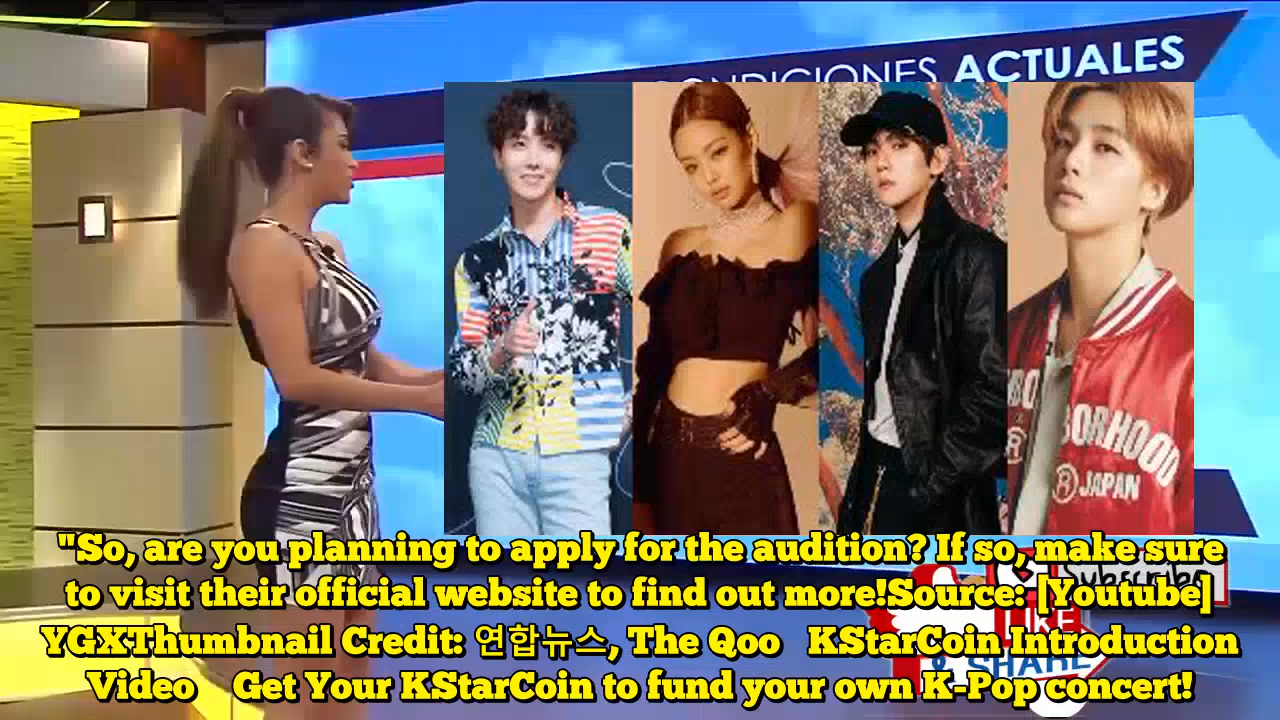 CONDICIONES ACTUALES
BORHOOD
® JAPAN
"So, are you planning to apply for the audition? If so, make sure
to visit their official website to find out more!Source: [Youtube]
YGXThumbnail Credit: 연합뉴스, The Qoo KStarCoin Introduction
Video Get Your KStarCoin to fund your own K-Pop concert!
LIKE
& SHARE